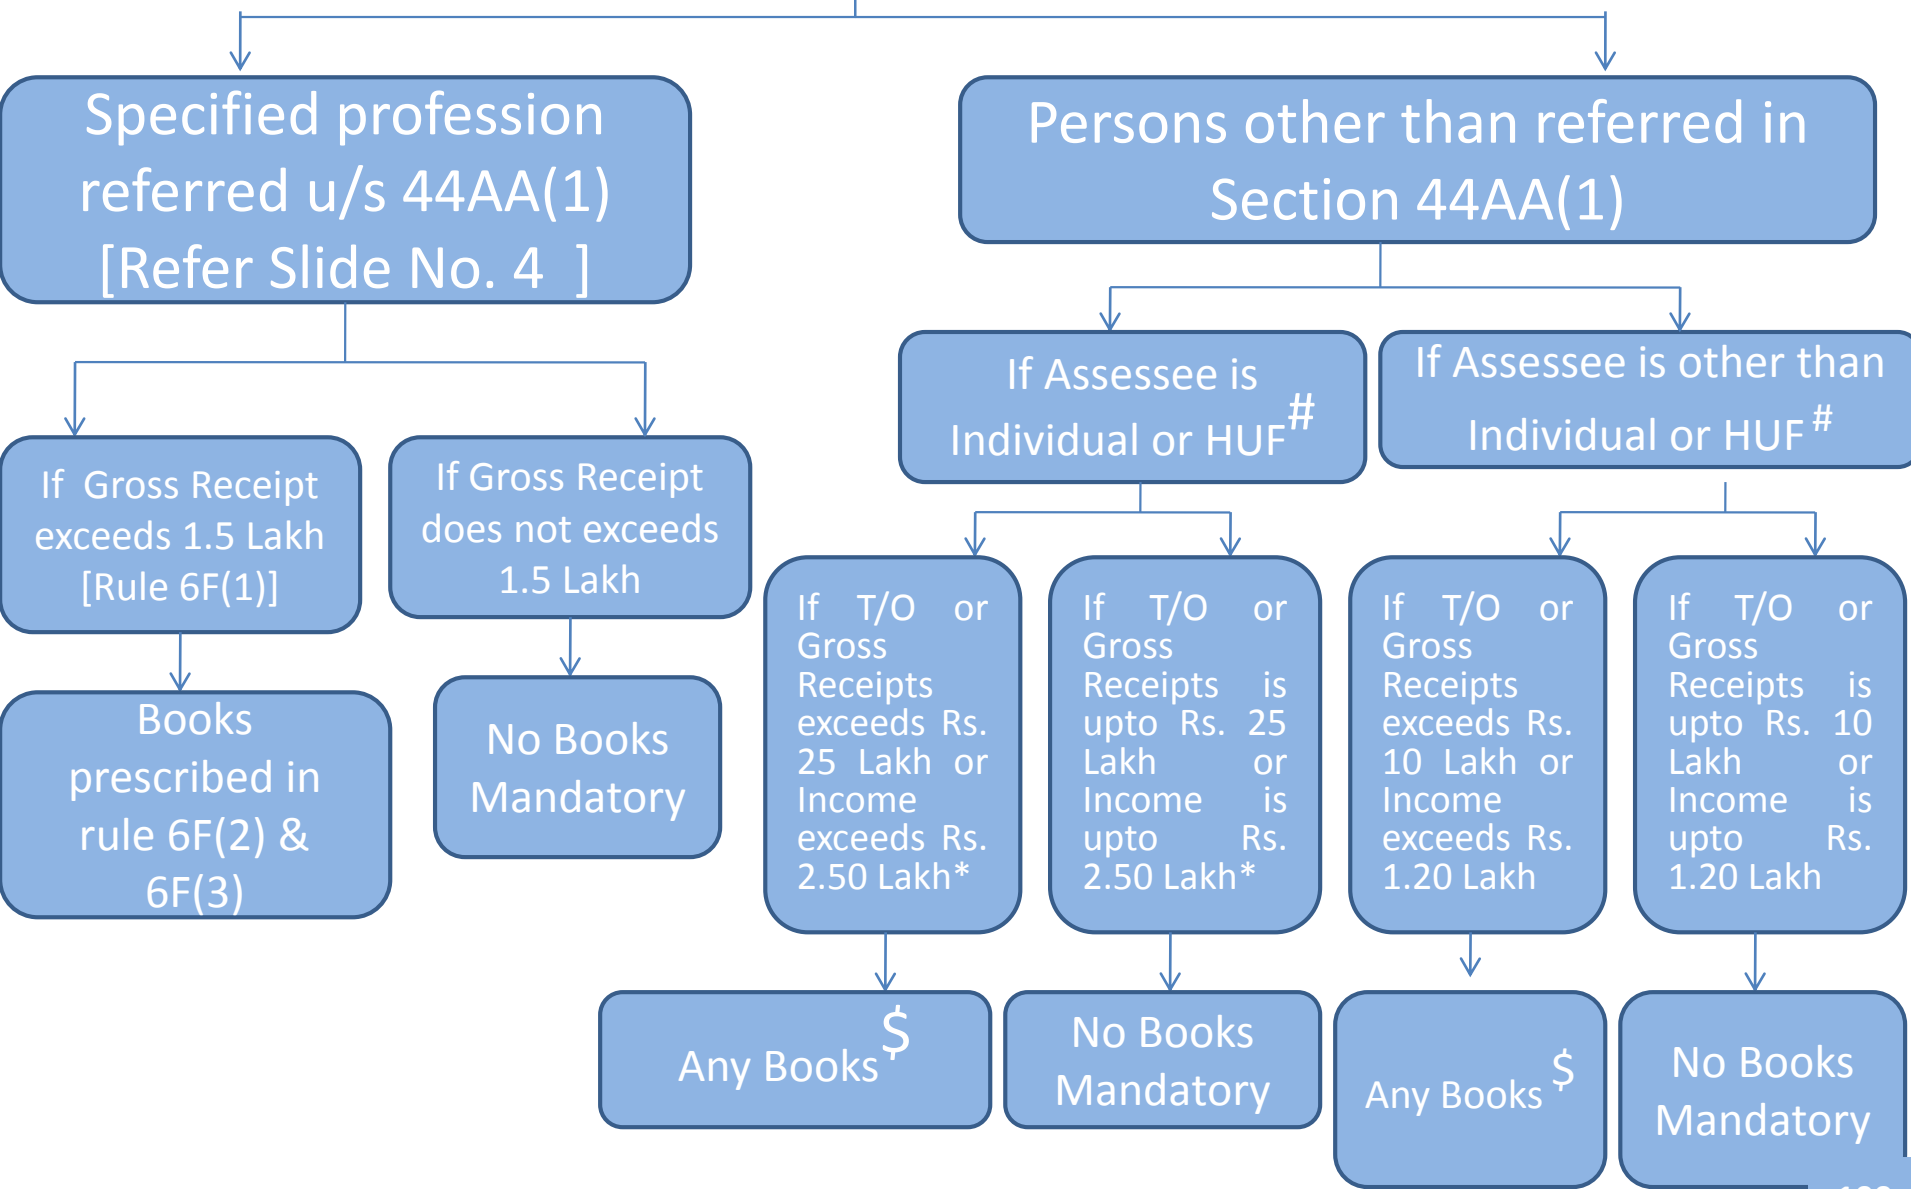 Specified profession
referred u/s 44AA(1)
[Refer Slide No. 4 ]
Persons other than referred in
Section 44AA(1)
If Gross Receipt
exceeds 1.5 Lakh
[Rule 6F(1)]
If Gross Receipt
does not exceeds
1.5 Lakh
If Assessee is
Individual or HUF#
If Assessee is other than
Individual or HUF #
Books
prescribed in
rule 6F(2) &
6F(3)
No Books
Mandatory
If T/O or
Gross
Receipts
exceeds Rs.
25 Lakh or
Income
exceeds Rs.
2.50 Lakh*
If T/O or
Gross
Receipts is
upto Rs. 25
Lakh or
Income is
upto Rs.
2.50 Lakh*
If T/O or
Gross
Receipts
exceeds Rs.
10 Lakh or
Income
exceeds Rs.
1.20 Lakh
If T/O or
Gross
Receipts is
upto Rs. 10
Lakh or
Income is
upto Rs.
1.20 Lakh
Any Books$
No Books
Mandatory
Any Books $
No Books
Mandatory